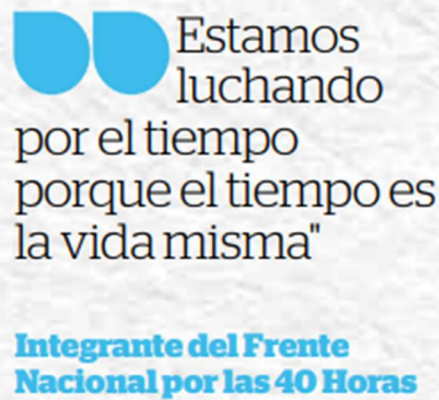 Estamos
luchando
por el tiempo
porque el tiempo es
la vida misma"
Integrante del Frente
Nacional por las 40 Horas